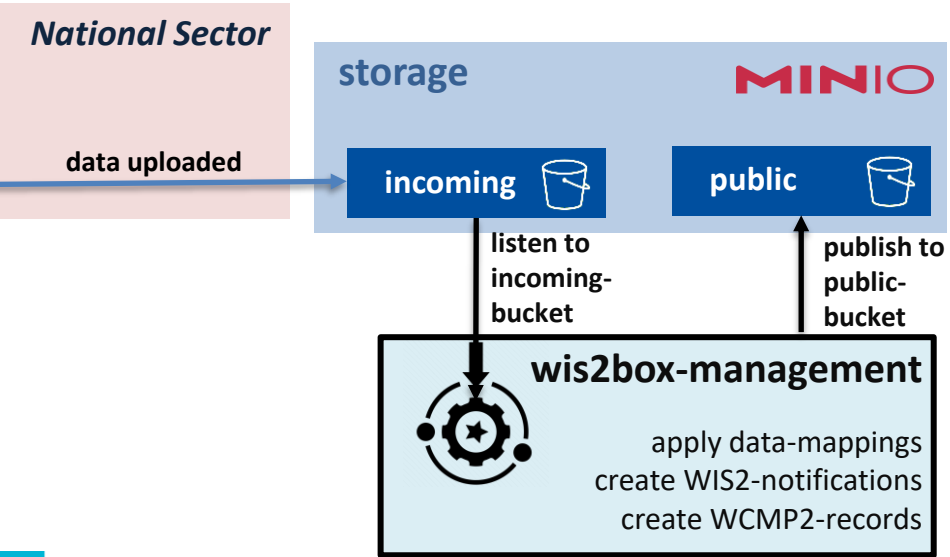 National Sector
storage
MINIO
data uploaded
incoming
public
listen to
incoming-
bucket
publish to
public-
bucket
wis2box-management
apply data-mappings
create WIS2-notifications
create WCMP2-records